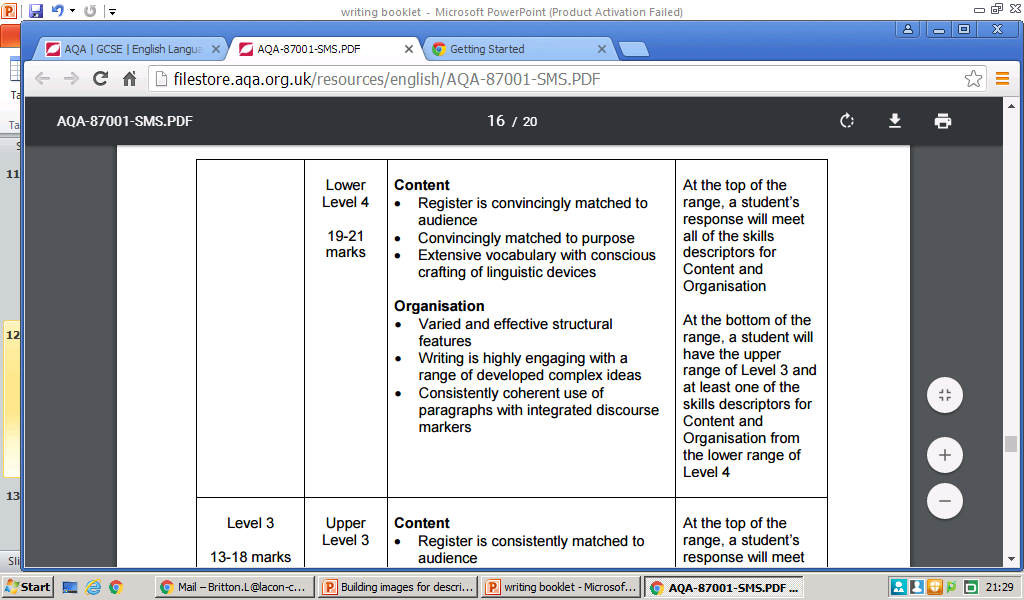 writing booklet - Microsoft PowerPoint (Product Activation Failed)
AQA | GCSE | English Langua
AQA-87001-SMS.PDF
Getting Started
filestore.aqa.org.uk/resources/english/AQA-87001-SMS.PDF
AQA-87001-SMS.PDF
16 / 20
Ta
Ta
S
11
12
13
Sli
Lower
Level 4
19-21
marks
Content
• Register is convincingly matched to
audience
• Convincingly matched to purpose
• Extensive vocabulary with conscious
crafting of linguistic devices
Organisation
• Varied and effective structural
features
• Writing is highly engaging with a
range of developed complex ideas
• Consistently coherent use of
paragraphs with integrated discourse
markers
At the top of the
range, a student's
response will meet
all of the skills
descriptors for
Content and
Organisation
At the bottom of the
range, a student will
have the upper
range of Level 3 and
at least one of the
skills descriptors for
Content and
Organisation from
the lower range of
Level 4
Level 3
13-18 marks
Upper
Level 3
Content
• Register is consistently matched to
audience
At the top of the
range, a student's
response will meet
Start
Mail – Britton.L@lacon-c...
Building images for descri...
writing booklet - Microsof...
AQA-87001-SMS.PDF ...
21:29